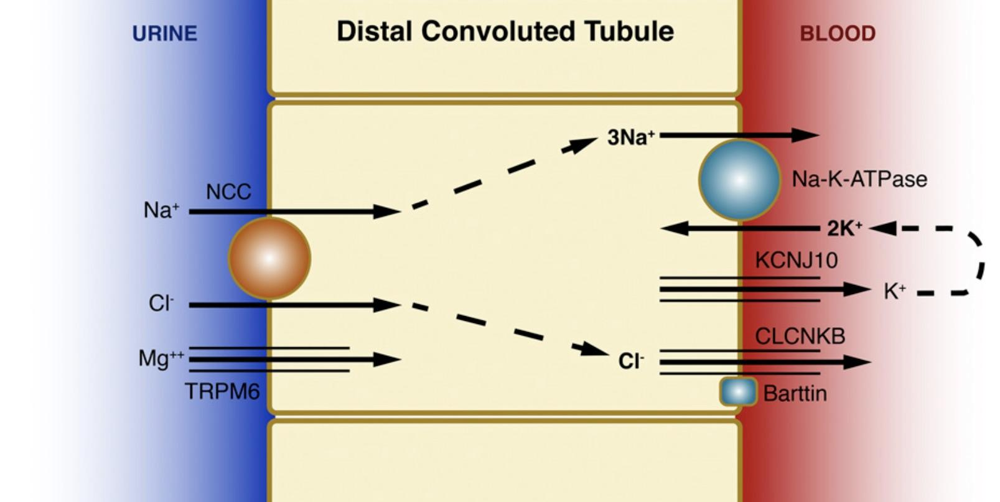 URINE
Distal Convoluted Tubule
BLOOD
3Na⁺
Na-K-ATPase
NCC
Na⁺
2K⁺
KCNJ10
K⁺
Cl⁻
CLCNKB
Mg⁺⁺
Cl⁻
TRPM6
Barttin